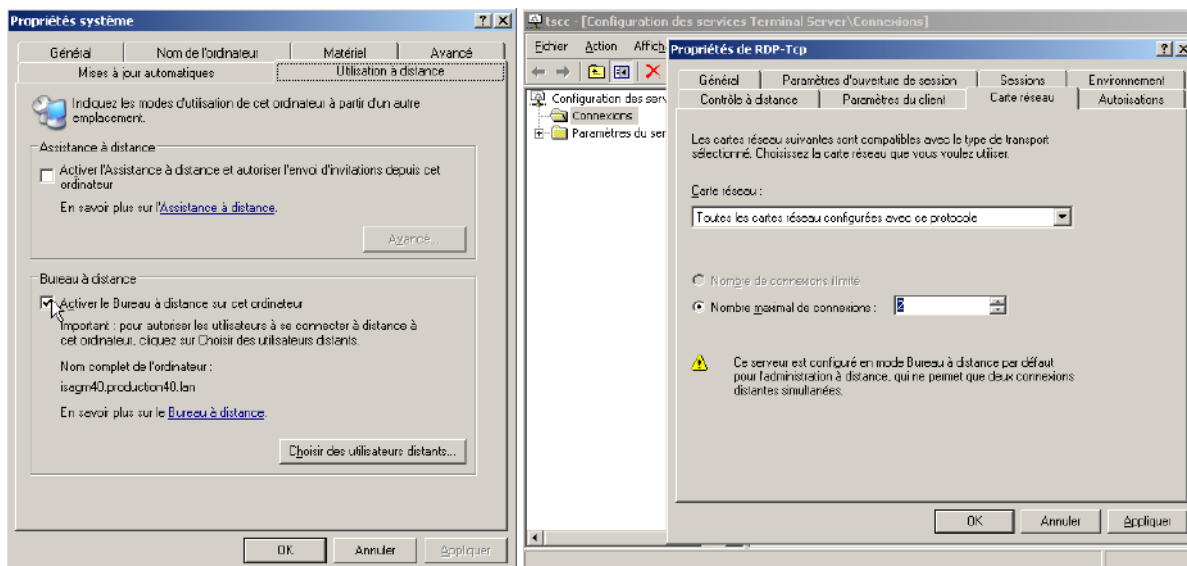 Propriétés système
Général
Nom de l'ordinateur
Matériel
Avancé
Mises à jour automatiques
Utilisation à distance
Indiquez les modes d'utilisation de cet ordinateur à partir d'un autre
emplacement.
Assistance à distance
Activer l'Assistance à distance et autoriser l'envoi d'invitations depuis cet
ordinateur
En savoir plus sur l'Assistance à distance.
Avancé...
Bureau à distance
Activer le Bureau à distance sur cet ordinateur
Important : pour autoriser les utilisateurs à se connecter à distance à
cet ordinateur, cliquez sur Choisir des utilisateurs distants.
Nom complet de l'ordinateur :
isagm40.production40.lan
En savoir plus sur le Bureau à distance.
Choisir des utilisateurs distants...
OK
Annuler
Appliquer
tscc - [Configuration des services Terminal Server\Connexions]
Fichier
Action
Affich
Configuration des serv
Connexions
Paramètres du ser
Propriétés de RDP-Tcp
Général
Paramètres d'ouverture de session
Sessions
Environnement
Contrôle à distance
Paramètres du client
Carte réseau
Autorisations
Les cartes réseau suivantes sont compatibles avec le type de transport
sélectionné. Choisissez la carte réseau que vous voulez utiliser.
Carte réseau :
Toutes les cartes réseau configurées avec ce protocole
Nombre de connexions illimité
Nombre maximal de connexions :
2
Ce serveur est configuré en mode Bureau à distance par défaut
pour l'administration à distance, qui ne permet que deux connexions
distantes simultanées.
OK
Annuler
Appliquer